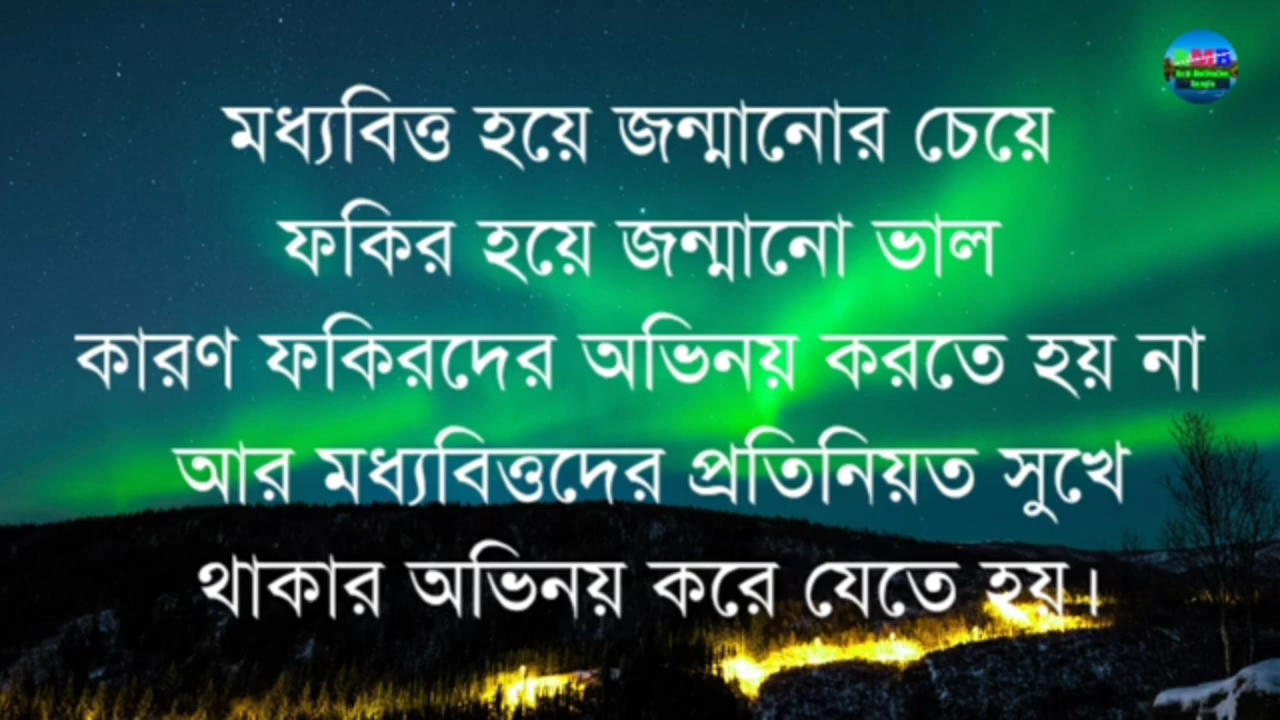 মধ্যবিত্ত হয়ে জন্মানোর চেয়ে
ফকির হয়ে জন্মানো ভাল
কারণ ফকিরদের অভিনয় করতে হয় না
আর মধ্যবিত্তদের প্রতিনিয়ত সুখে
থাকার অভিনয় করে যেতে হয়।